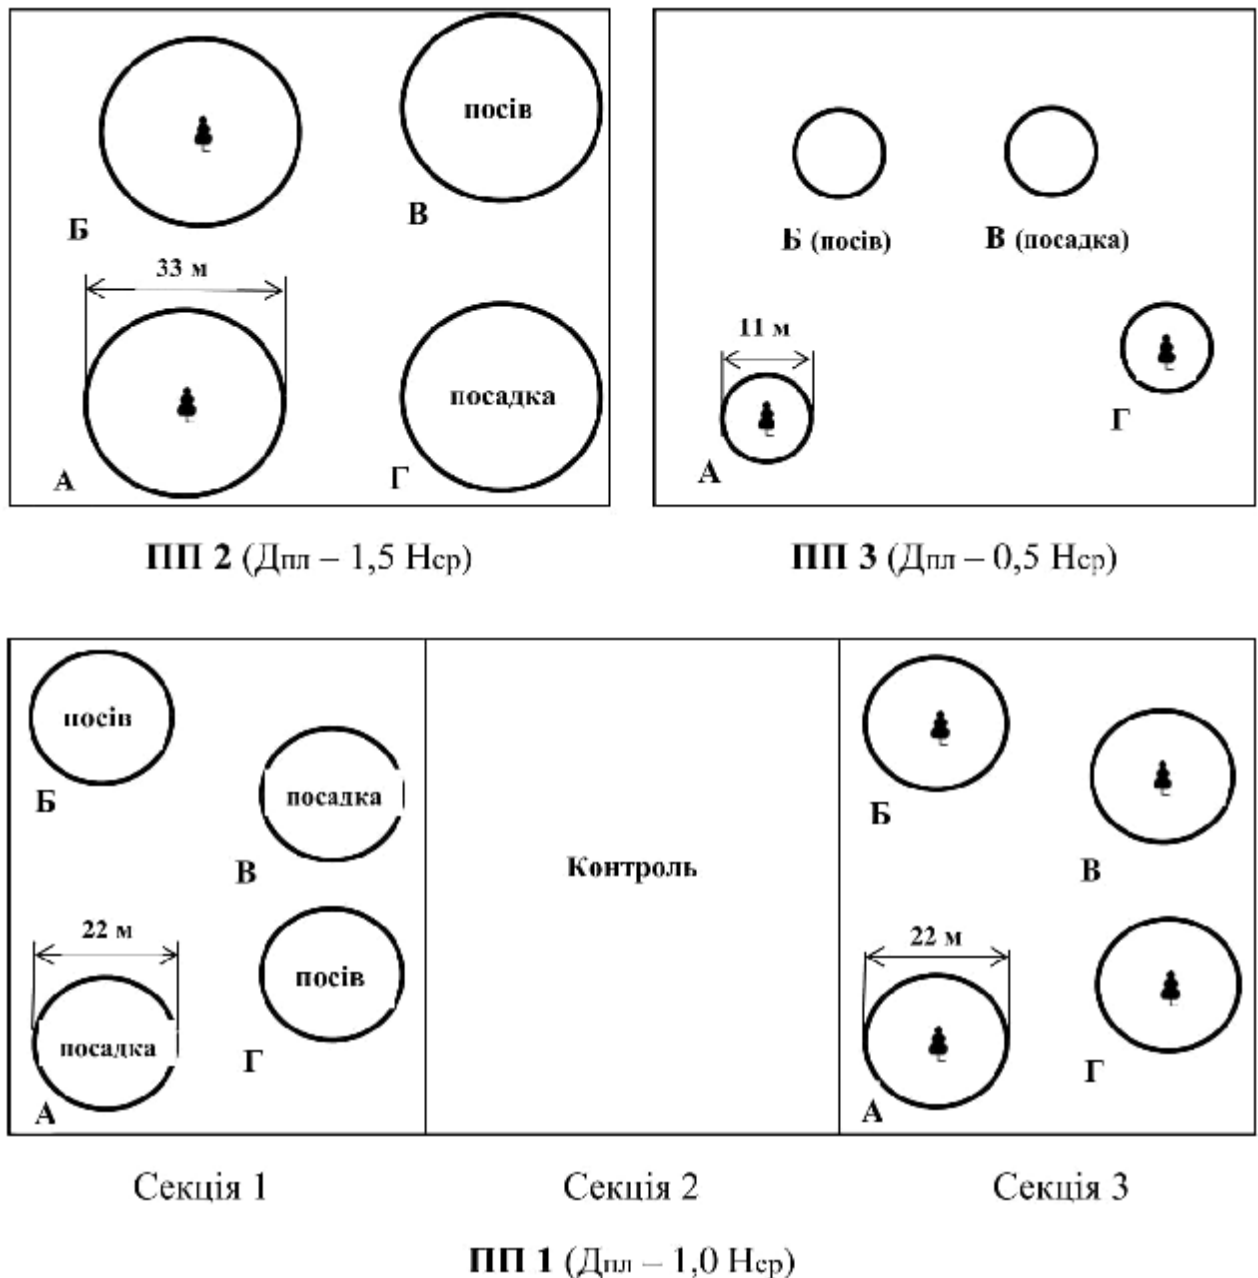 посів
Б
В
33 м
посадка
А
Г
ПП 2 (Дпл – 1,5 Нср)
Б (посів)
В (посадка)
11 м
Г
А
ПП 3 (Дпл – 0,5 Нср)
посів
Б
посадка
В
22 м
посів
посадка
Г
А
Контроль
Б
В
22 м
Г
А
Секція 1
Секція 2
Секція 3
ПП 1 (Дпл – 1,0 Нср)